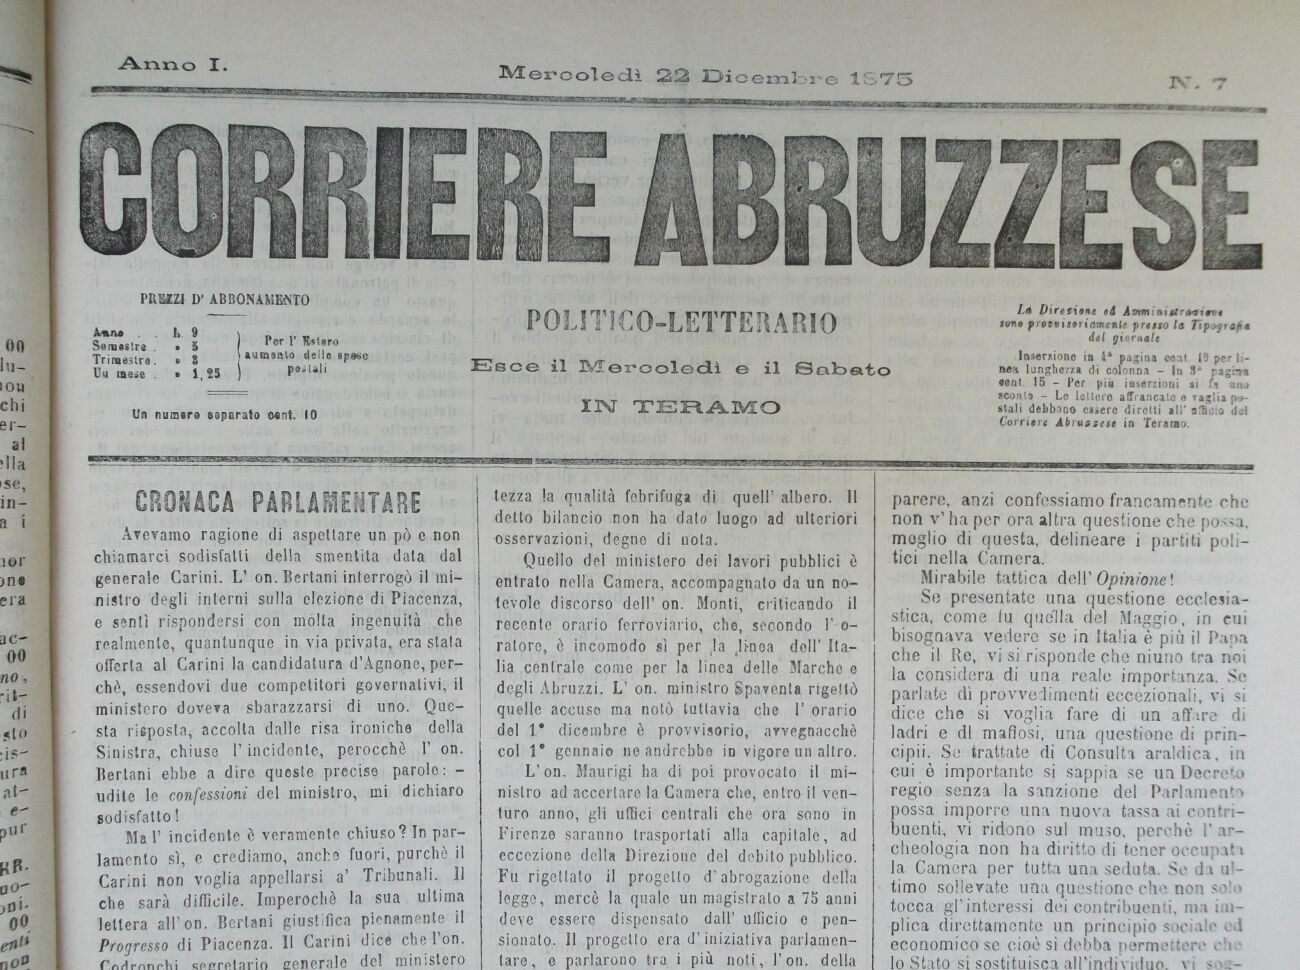 Anno I.
Mercoledì 22 Dicembre 1875
N. 7
CORRIERE ABRUZZESE
PREZZI D' ABBONAMENTO
Anno . L. 9
Semestre . » 5
Trimestre . » 3
Un mese . » 1,25
Per l' Estero
aumento delle spese
postali
Un numero separato cent. 10
POLITICO-LETTERARIO
Esce il Mercoledì e il Sabato
IN TERAMO
La Direzione ed Amministrazione
sono provvisoriamente presso la Tipografia
del giornale
Inserzione in 4ª pagina cent. 10 per li-
nea lunghezza di colonna - In 3ª pagina
cent. 15 - Per più inserzioni si fa uno
sconto - Le lettere affrancate e vaglia po-
stali debbono essere diretti all' officio del
Corriere Abruzzese in Teramo.
CRONACA PARLAMENTARE
Avevamo ragione di aspettare un pò e non
chiamarci sodisfatti della smentita data dal
generale Carini. L' on. Bertani interrogò il mi-
nistro degli interni sulla elezione di Piacenza,
e sentì rispondersi con molta ingenuità che
realmente, quantunque in via privata, era stata
offerta al Carini la candidatura d'Agnone, per-
chè, essendovi due competitori governativi, il
ministero doveva sbarazzarsi di uno. Que-
sta risposta, accolta dalle risa ironiche della
Sinistra, chiuse l' incidente, perocchè l' on.
Bertani ebbe a dire queste precise parole: -
udite le confessioni del ministro, mi dichiaro
sodisfatto!
Ma l' incidente è veramente chiuso? In par-
lamento sì, e crediamo, anche fuori, purchè il
Carini non voglia appellarsi a' Tribunali. Il
che sarà difficile. Imperochè la sua ultima
lettera all'on. Bertani giustifica pienamente il
Progresso di Piacenza. Il Carini dice che l'on.
Codronchi segretario generale del ministero
tezza la qualità febrifuga di quell' albero. Il
detto bilancio non ha dato luogo ad ulteriori
osservazioni, degne di nota.
Quello del ministero dei lavori pubblici è
entrato nella Camera, accompagnato da un no-
tevole discorso dell' on. Monti, criticando il
recente orario ferroviario, che, secondo l' o-
ratore, è incomodo sì per la linea dell' Ita-
lia centrale come per la linea delle Marche e
degli Abruzzi. L' on. ministro Spaventa rigettò
quelle accuse ma notò tuttavia che l' orario
del 1° dicembre è provvisorio, avvegnacchè
col 1° gennaio ne andrebbe in vigore un altro.
L'on. Maurigi ha di poi provocato il mi-
nistro ad accertare la Camera che, entro il ven-
turo anno, gli uffici centrali che ora sono in
Firenze saranno trasportati alla capitale, ad
eccezione della Direzione del debito pubblico.
Fu rigettato il progetto d'abrogazione della
legge, mercè la quale un magistrato a 75 anni
deve essere dispensato dall' ufficio e pen-
sionato. Il progetto era d'iniziativa parlamen-
tare, e parlarono tra i più noti, l'on. della
parere, anzi confessiamo francamente che
non v' ha per ora altra questione che possa,
meglio di questa, delineare i partiti poli-
tici nella Camera.
Mirabile tattica dell' Opinione!
Se presentate una questione ecclesia-
stica, come fu quella del Maggio, in cui
bisognava vedere se in Italia è più il Papa
che il Re, vi si risponde che niuno tra noi
la considera di una reale importanza. Se
parlate di provvedimenti eccezionali, vi si
dice che si voglia fare di un affare di
ladri e di mafiosi, una questione di prin-
cipii. Se trattate di Consulta araldica, in
cui è importante si sappia se un Decreto
regio senza la sanzione del Parlamento
possa imporre una nuova tassa ai contri-
buenti, vi ridono sul muso, perchè l' ar-
cheologia non ha diritto di tener occupata
la Camera per tutta una seduta. Se da ul-
timo sollevate una questione che non solo
tocca gl'interessi dei contribuenti, ma im-
plica direttamente un principio sociale ed
economico se cioè si debba permettere che
lo Stato si sostituisca all'individuo, vi sog-